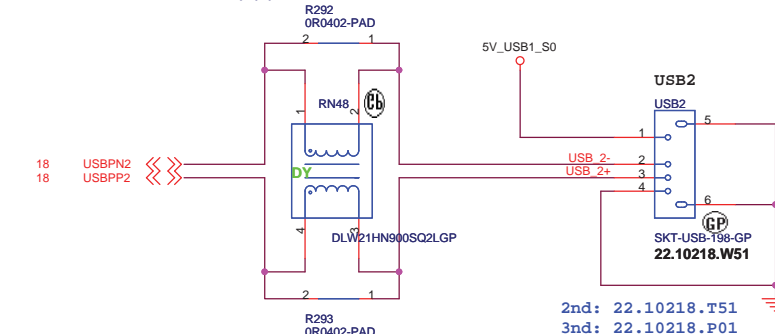 R292
0R0402-PAD
2 1
5V_USB1_S0
USB2
USB2
RN48
1 2
Cb
5
1
18 USBPN2
USB_2-
2
18 USBPP2
USB_2+
3
4
DY
6
GP
4 3
DLW21HN900SQ2LGP
SKT-USB-198-GP
22.10218.W51
2 1
R293
0R0402-PAD
2nd: 22.10218.T51
3nd: 22.10218.P01